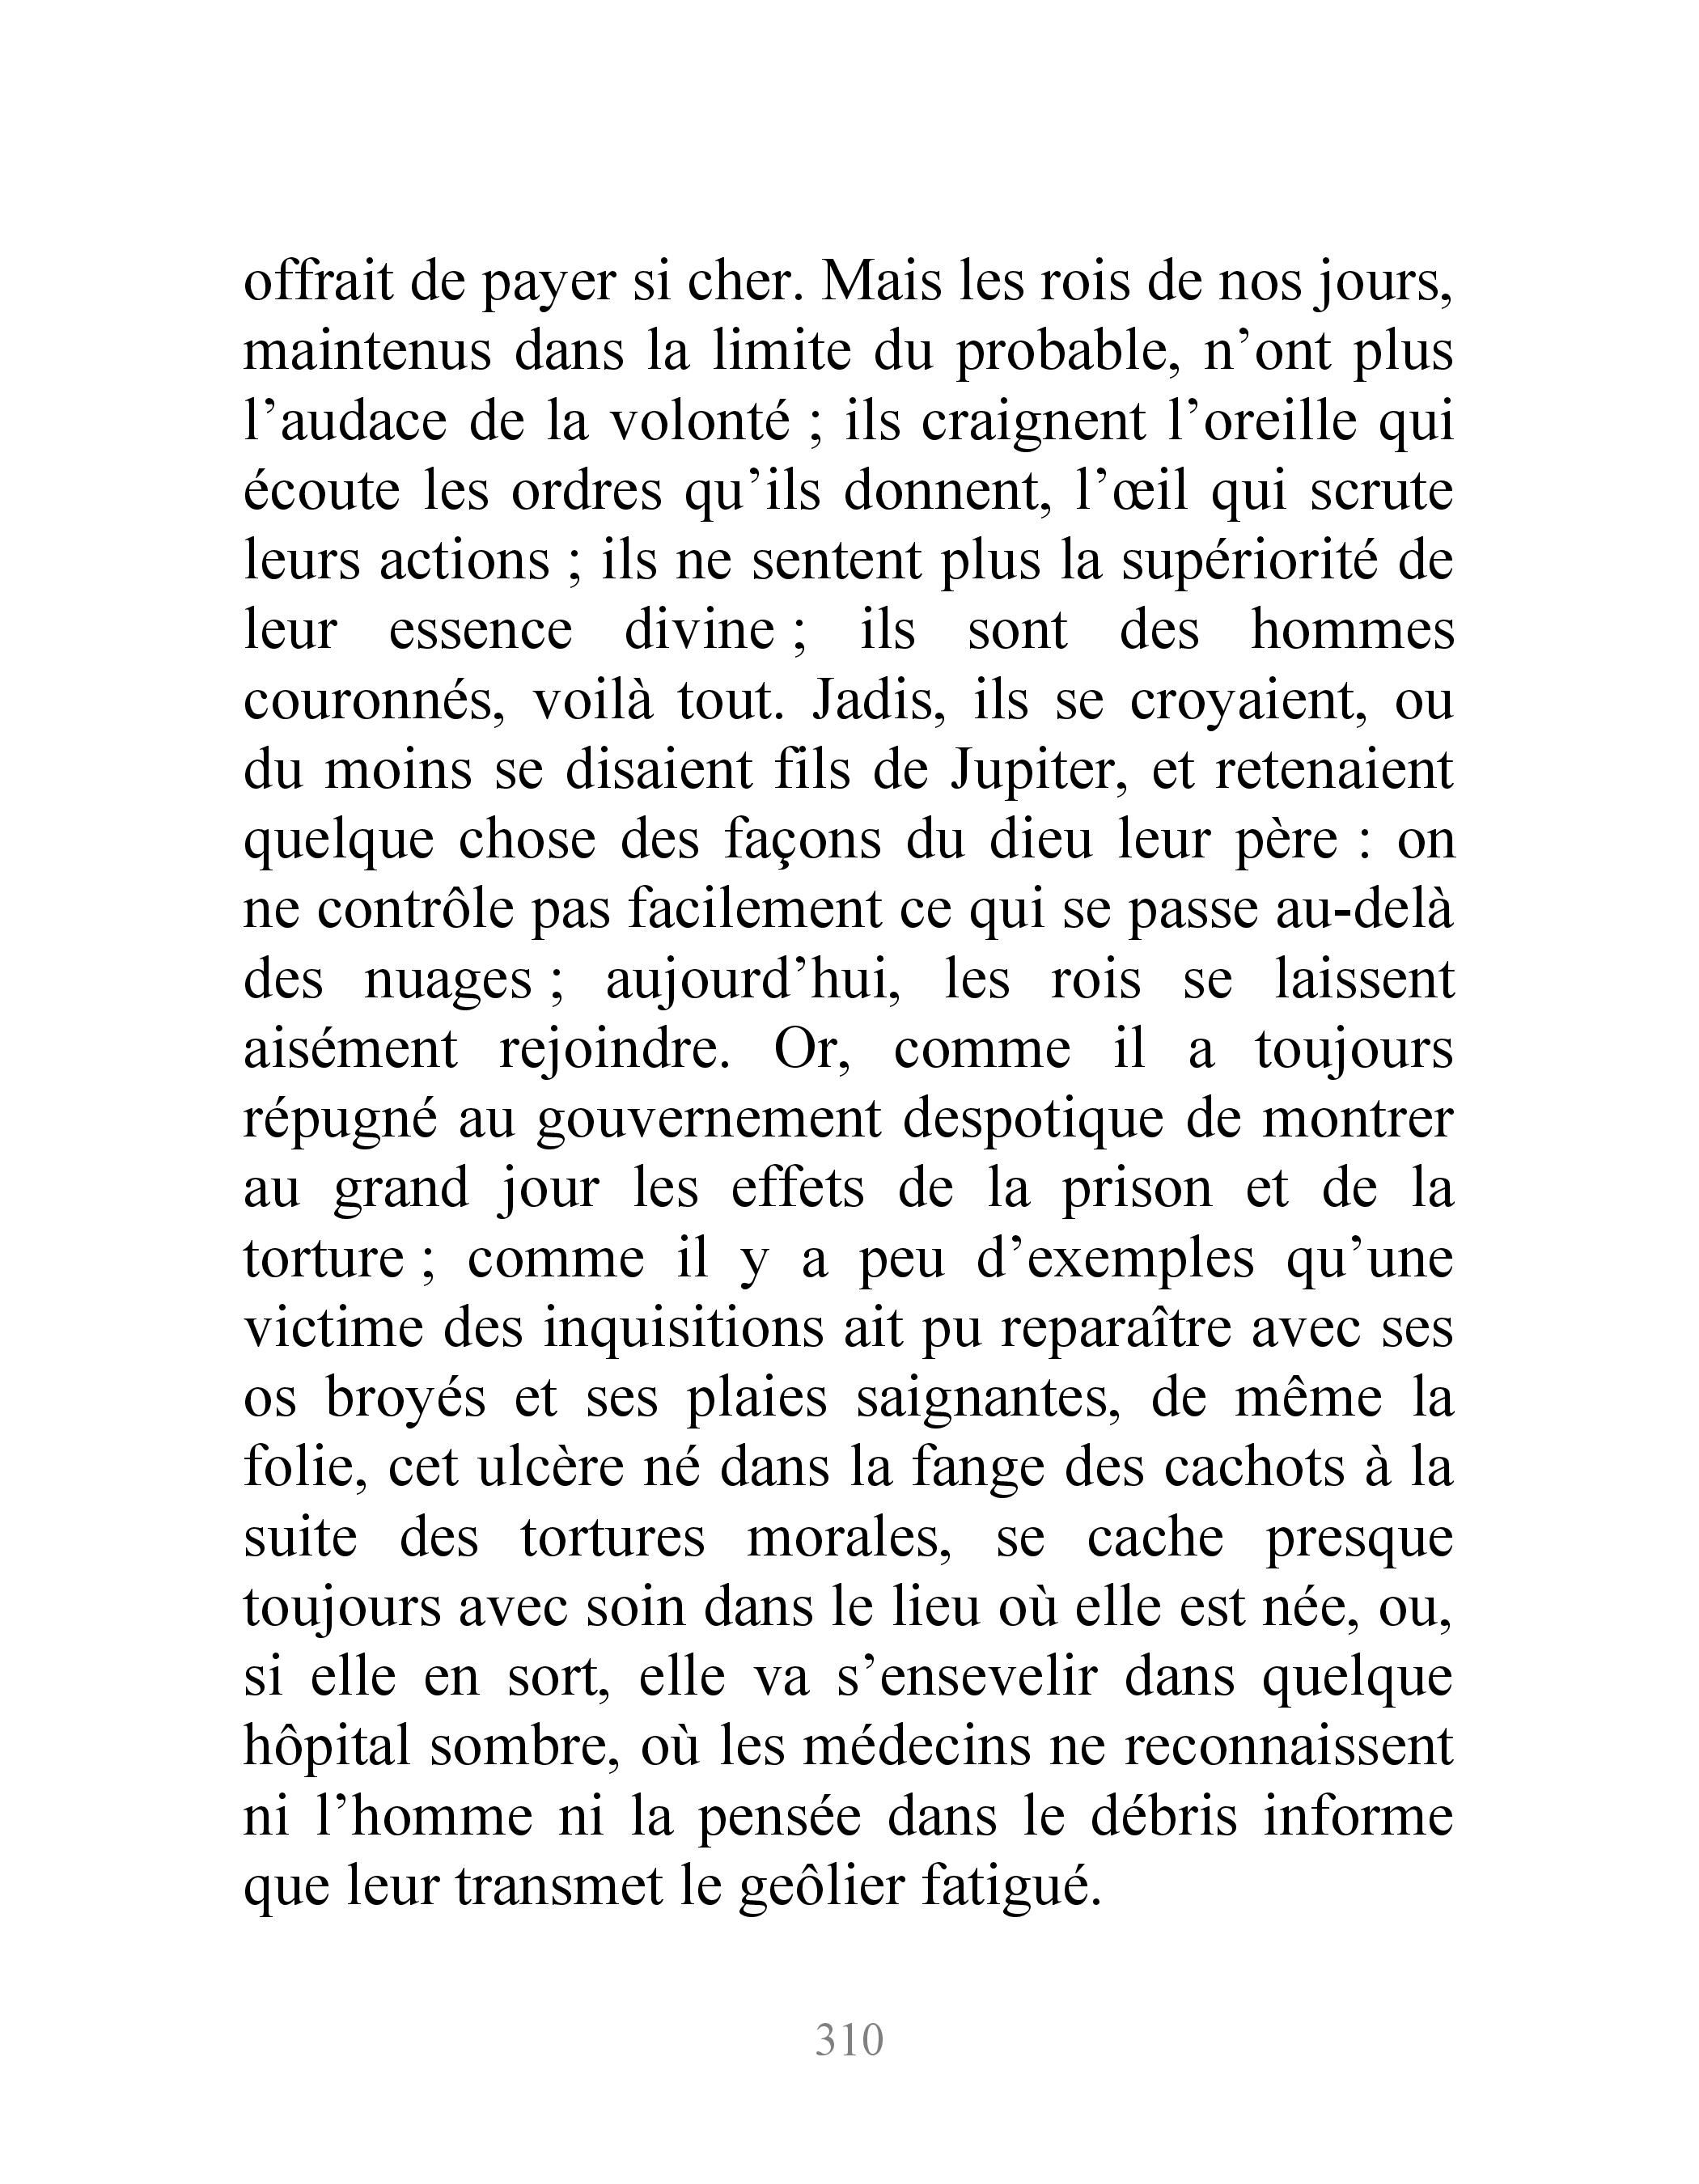 offrait de payer si cher. Mais les rois de nos jours,
maintenus dans la limite du probable, n’ont plus
l’audace de la volonté ; ils craignent l’oreille qui
écoute les ordres qu’ils donnent, l’œil qui scrute
leurs actions ; ils ne sentent plus la supériorité de
leur essence divine ; ils sont des hommes
couronnés, voilà tout. Jadis, ils se croyaient, ou
du moins se disaient fils de Jupiter, et retenaient
quelque chose des façons du dieu leur père : on
ne contrôle pas facilement ce qui se passe au-delà
des nuages ; aujourd’hui, les rois se laissent
aisément rejoindre. Or, comme il a toujours
répugné au gouvernement despotique de montrer
au grand jour les effets de la prison et de la
torture ; comme il y a peu d’exemples qu’une
victime des inquisitions ait pu reparaître avec ses
os broyés et ses plaies saignantes, de même la
folie, cet ulcère né dans la fange des cachots à la
suite des tortures morales, se cache presque
toujours avec soin dans le lieu où elle est née, ou,
si elle en sort, elle va s’ensevelir dans quelque
hôpital sombre, où les médecins ne reconnaissent
ni l’homme ni la pensée dans le débris informe
que leur transmet le geôlier fatigué.
310